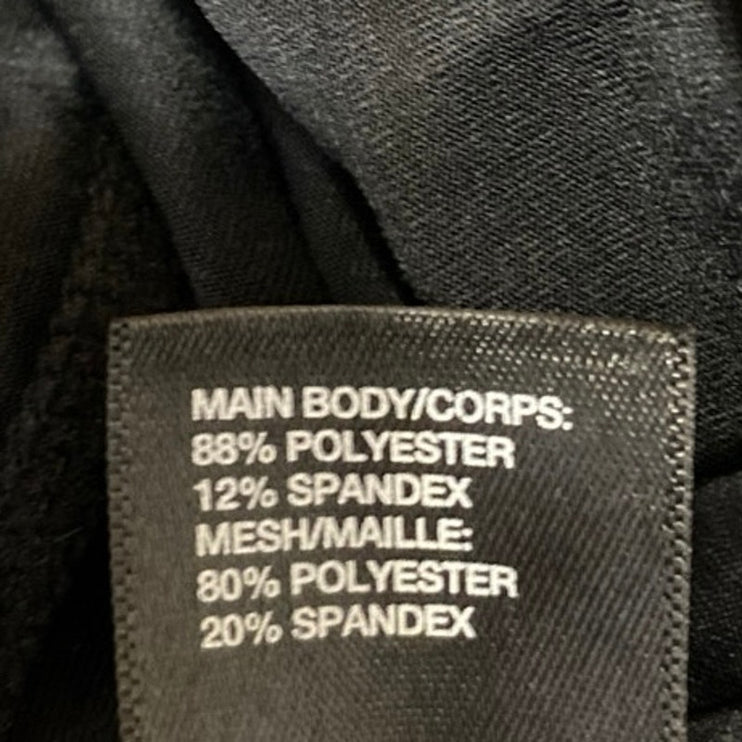 MAIN BODY/CORPS:
88% POLYESTER
12% SPANDEX
MESH/MAILLE:
80% POLYESTER
20% SPANDEX